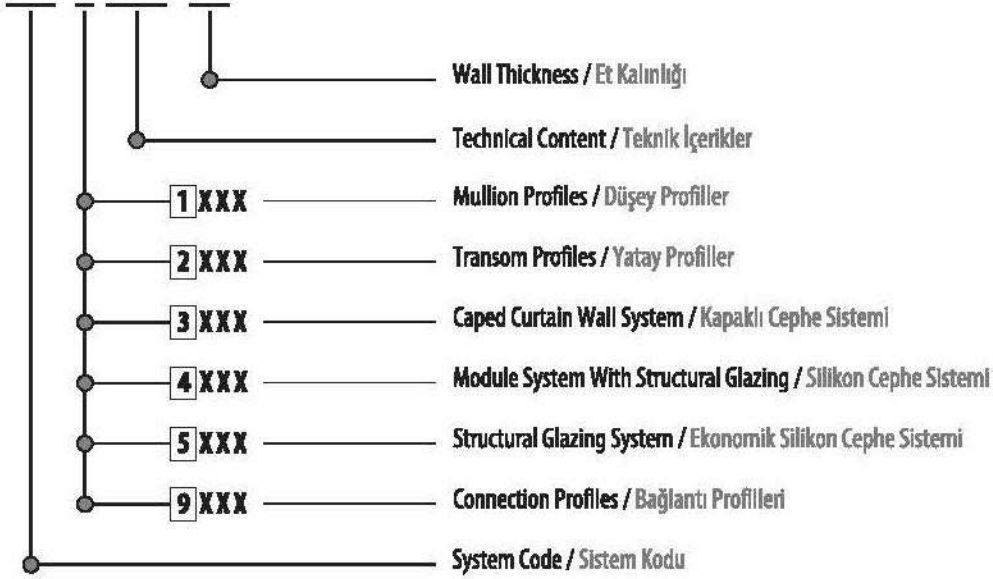 Wall Thickness / Et Kalınlığı
Technical Content / Teknik İçerikler
1XXX Mullion Profiles / Düşey Profiller
2XXX Transom Profiles / Yatay Profiller
3XXX Caped Curtain Wall System / Kapaklı Cephe Sistemi
4XXX Module System With Structural Glazing / Silikon Cephe Sistemi
5XXX Structural Glazing System / Ekonomik Silikon Cephe Sistemi
9XXX Connection Profiles / Bağlantı Profilleri
System Code / Sistem Kodu